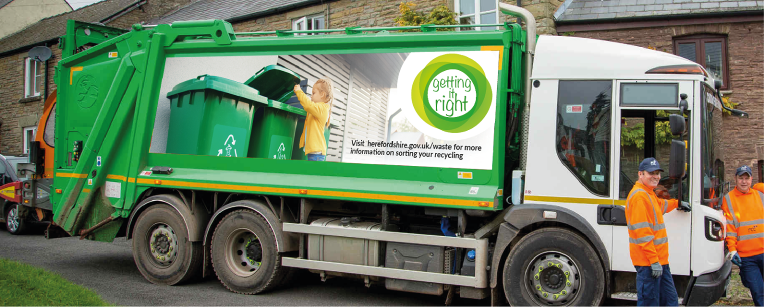 getting
it
right
Visit herefordshire.gov.uk/waste for more
information on sorting your recycling